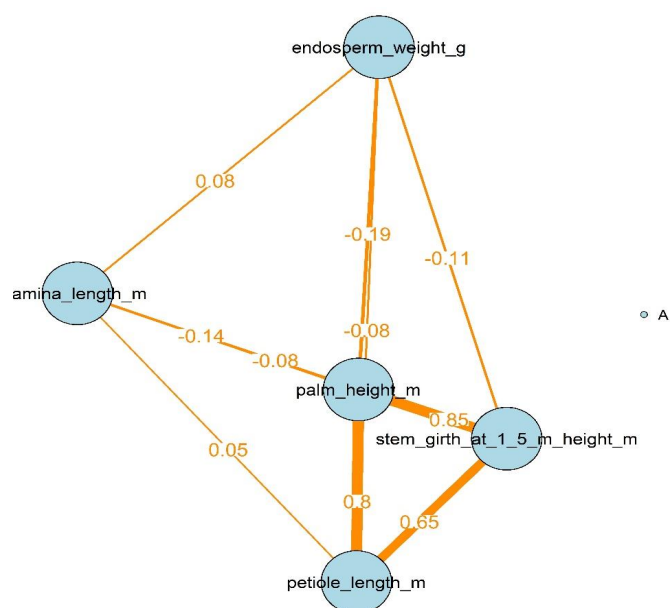 endosperm_weight_g
0.08
-0.19
-0.11
amina_length_m
A
-0.14
-0.08
-0.08
palm_height_m
0.85
stem_girth_at_1_5_m_height_m
0.05
0.8
0.65
petiole_length_m